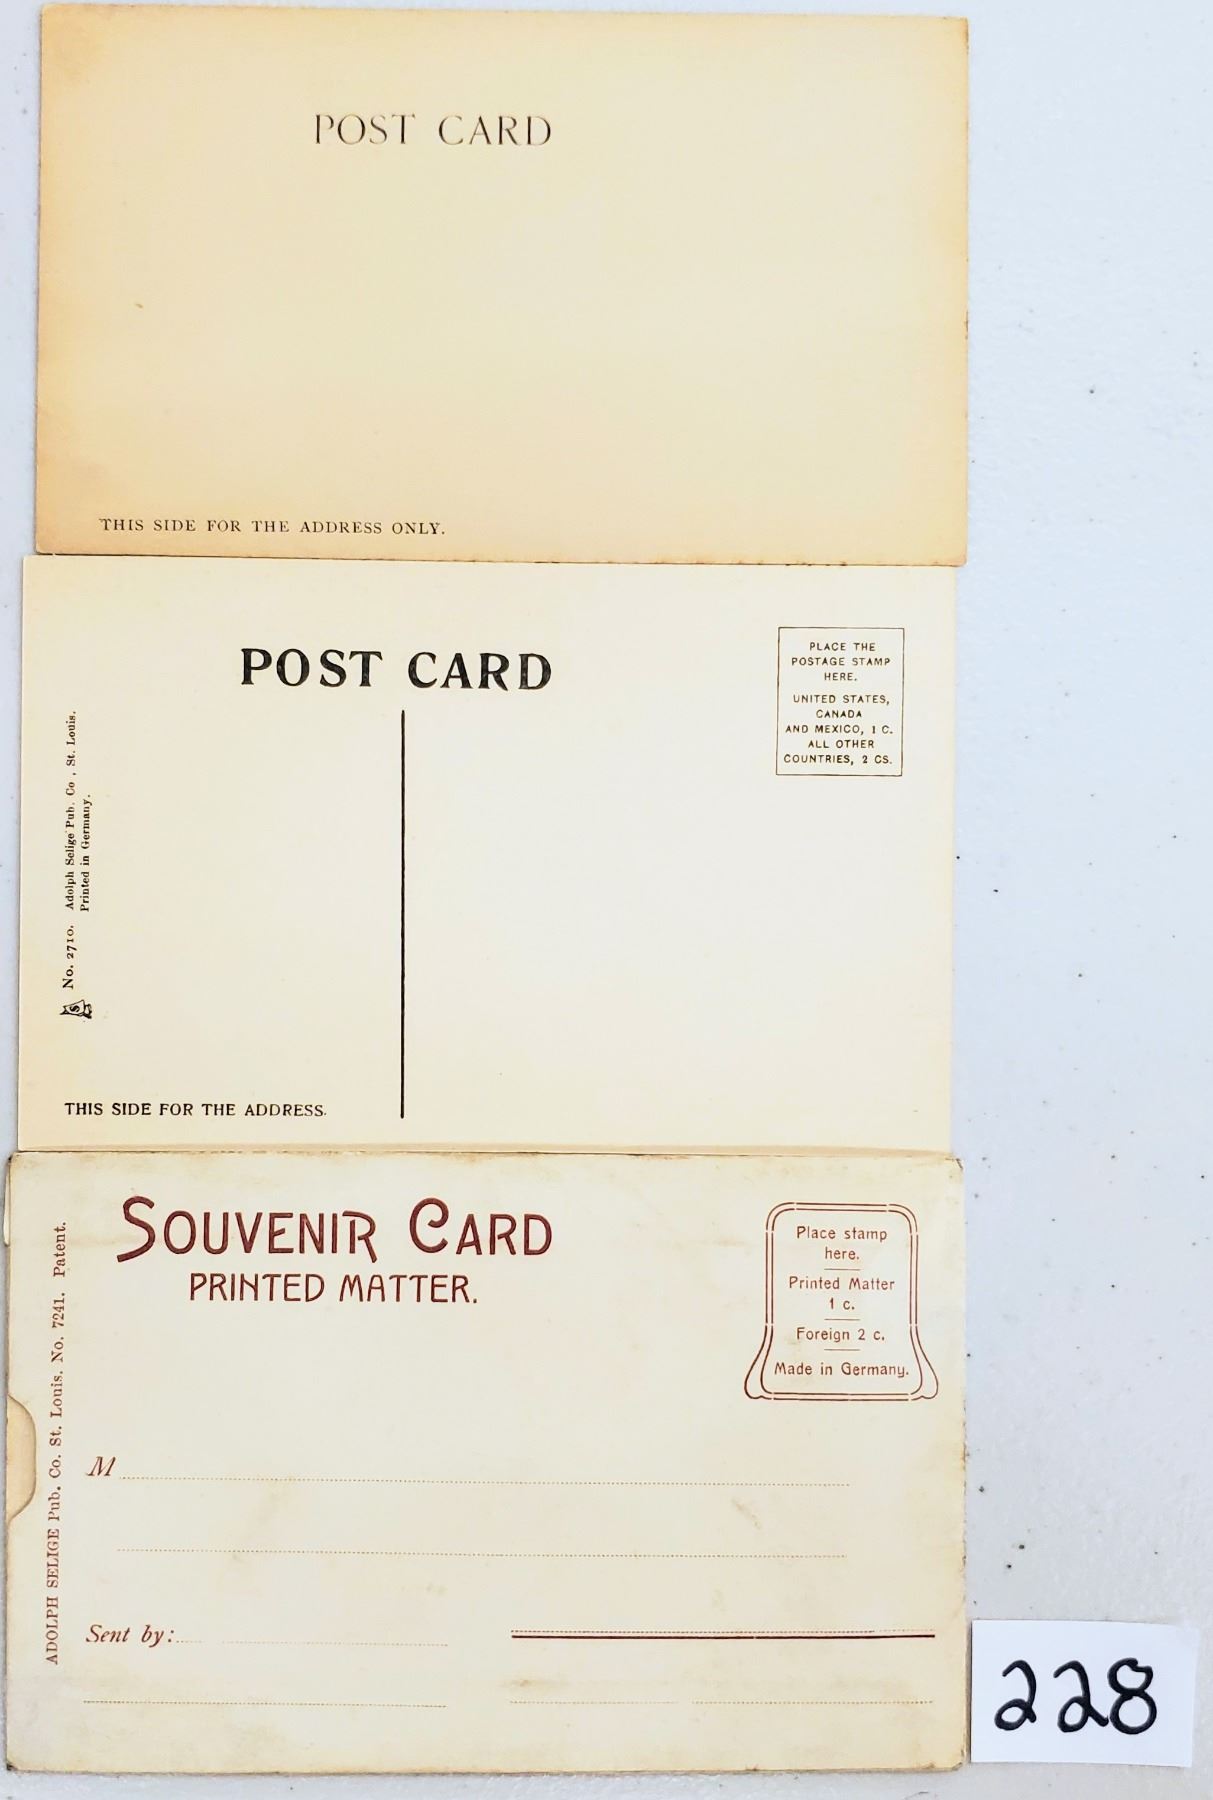 POST CARD
THIS SIDE FOR THE ADDRESS ONLY.
POST CARD
PLACE THE
POSTAGE STAMP
HERE.
UNITED STATES,
CANADA
AND MEXICO, 1 C.
ALL OTHER
COUNTRIES, 2 CS.
S No. 2710. Adolph Selige Pub. Co., St. Louis.
Printed in Germany.
THIS SIDE FOR THE ADDRESS.
SOUVENIR CARD
PRINTED MATTER.
Place stamp
here.
Printed Matter
1 c.
Foreign 2 c.
Made in Germany.
ADOLPH SELIGE Pub. Co. St. Louis. No. 7241. Patent.
M
Sent by:
228